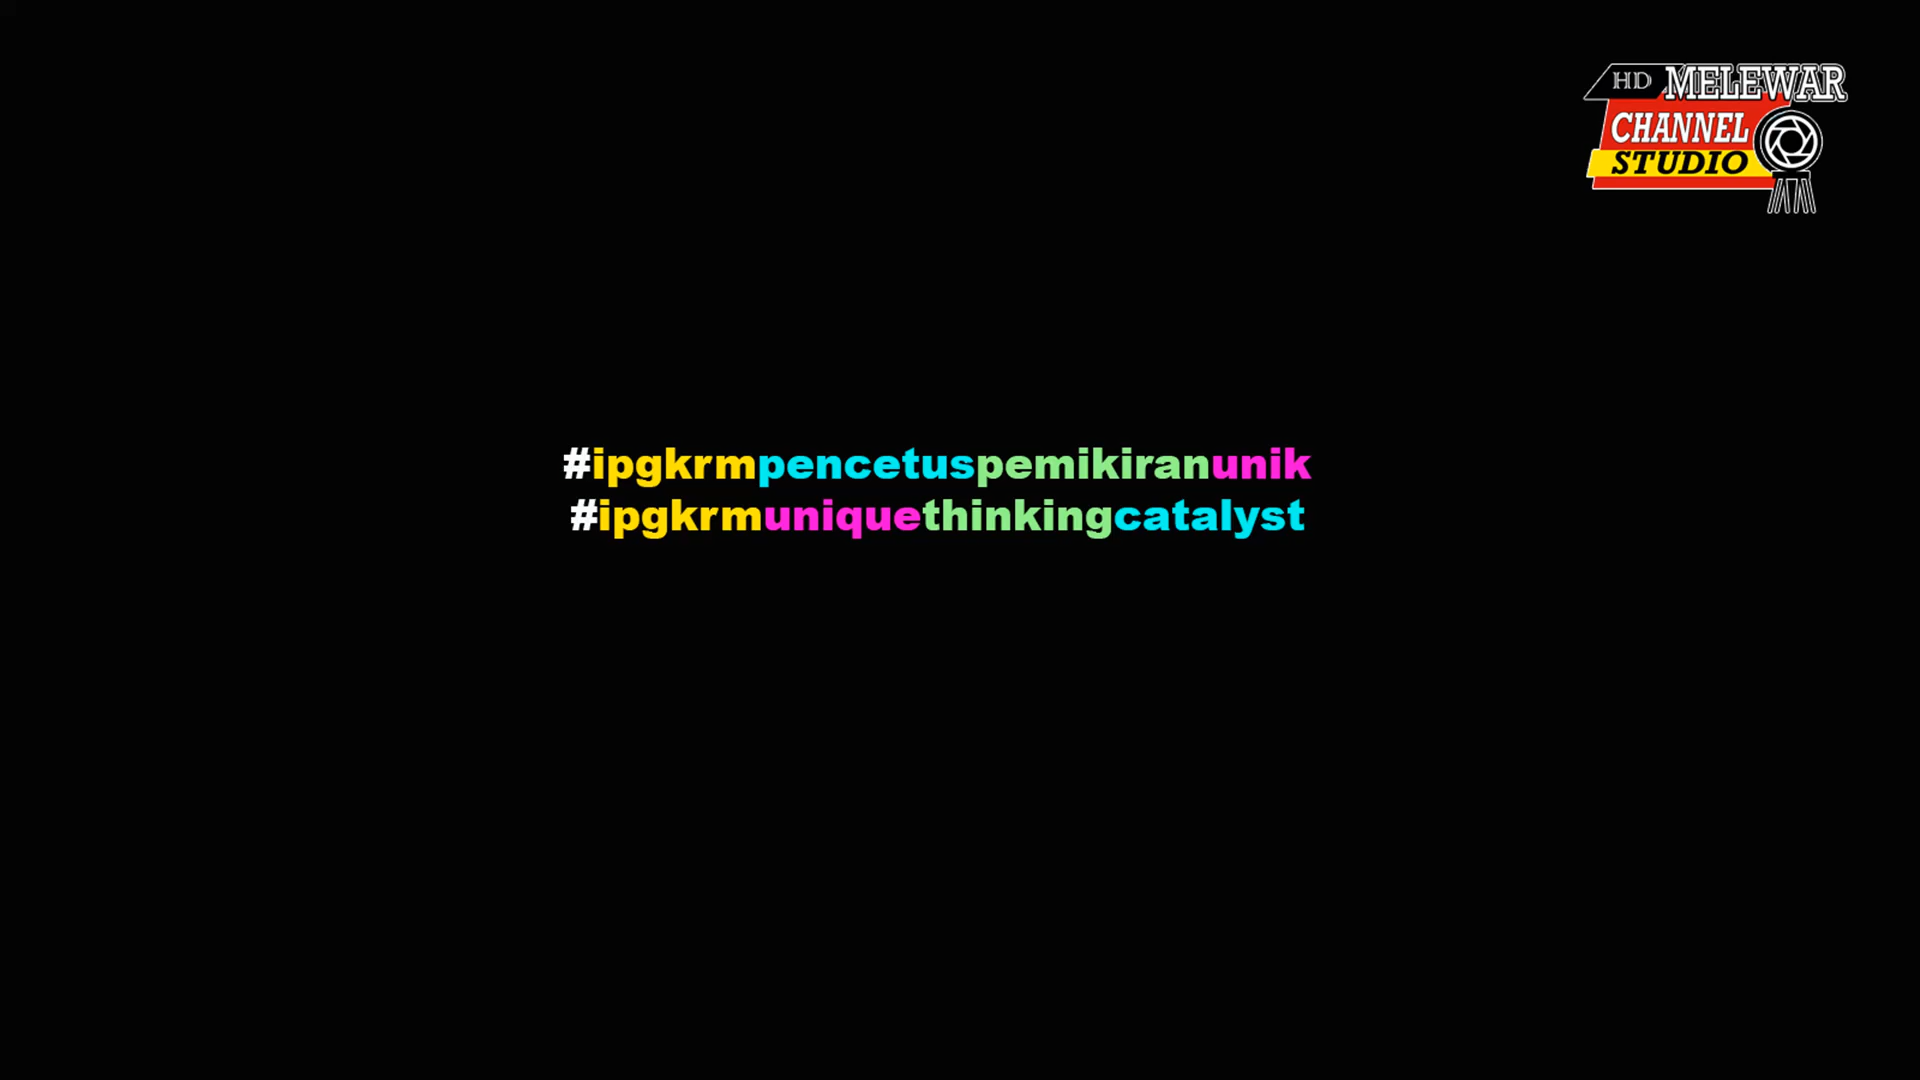 HD MELEWAR
CHANNEL
STUDIO
#ipgkrmpencetuspemikiranunik
#ipgkrmuniquethinkingcatalyst